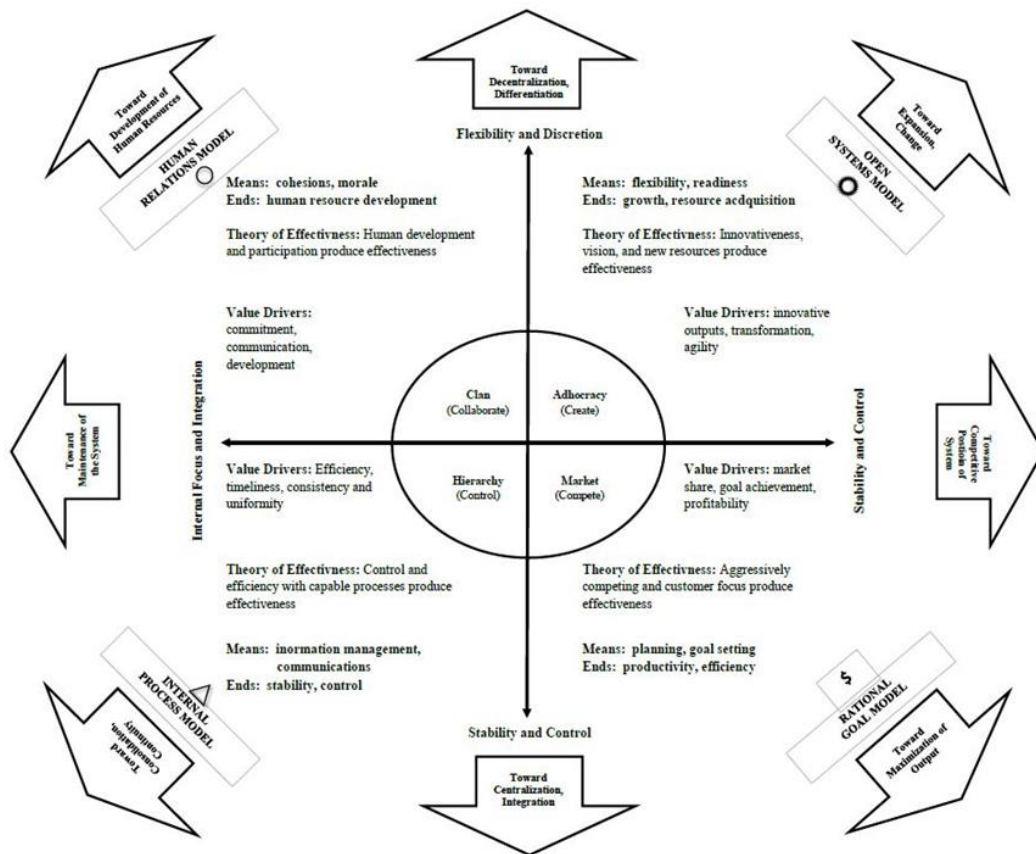 Toward
Decentralization,
Differentiation
Toward
Development of
Human Resources
HUMAN
RELATIONS MODEL
Toward
Expansion,
Change
OPEN
SYSTEMS MODEL
Flexibility and Discretion
Means: cohesions, morale
Ends: human resoucre development
Theory of Effectiveness: Human development
and participation produce effectiveness
Value Drivers:
commitment,
communication,
development
Means: flexibility, readiness
Ends: growth, resource acdquisition
Theory of Effectiveness: Innovativeness,
vision, and new resources produce
effectiveness
Value Drivers: innovative
outputs, transformation,
agility
Clan
(Collaborate)
Adhocracy
(Create)
Toward
Maintenance of
the System
Internal Focus and Integration
Stability and Control
Toward
Competitive
Postioin of
System
Hierarchy
(Control)
Market
(Compete)
Value Drivers: Efficiency,
timeliness, consistency and
uniformity
Theory of Effectiveness: Control and
efficiency with capable processes produce
effectiveness
Means: inormation management,
communications
Ends: stability, control
Value Drivers: market
share, goal achievement,
profitability
Theory of Effectiveness: Aggressively
competing and customer focus produce
effectiveness
Means: planning, goal setting
Ends: productivity, efficiency
Stability and Control
INTERNAL
PROCESS MODEL
Toward
Consolidation,
Continuity
$
RATIONAL
GOAL MODEL
Toward
Maximization of
Output
Toward
Centralization,
Integration